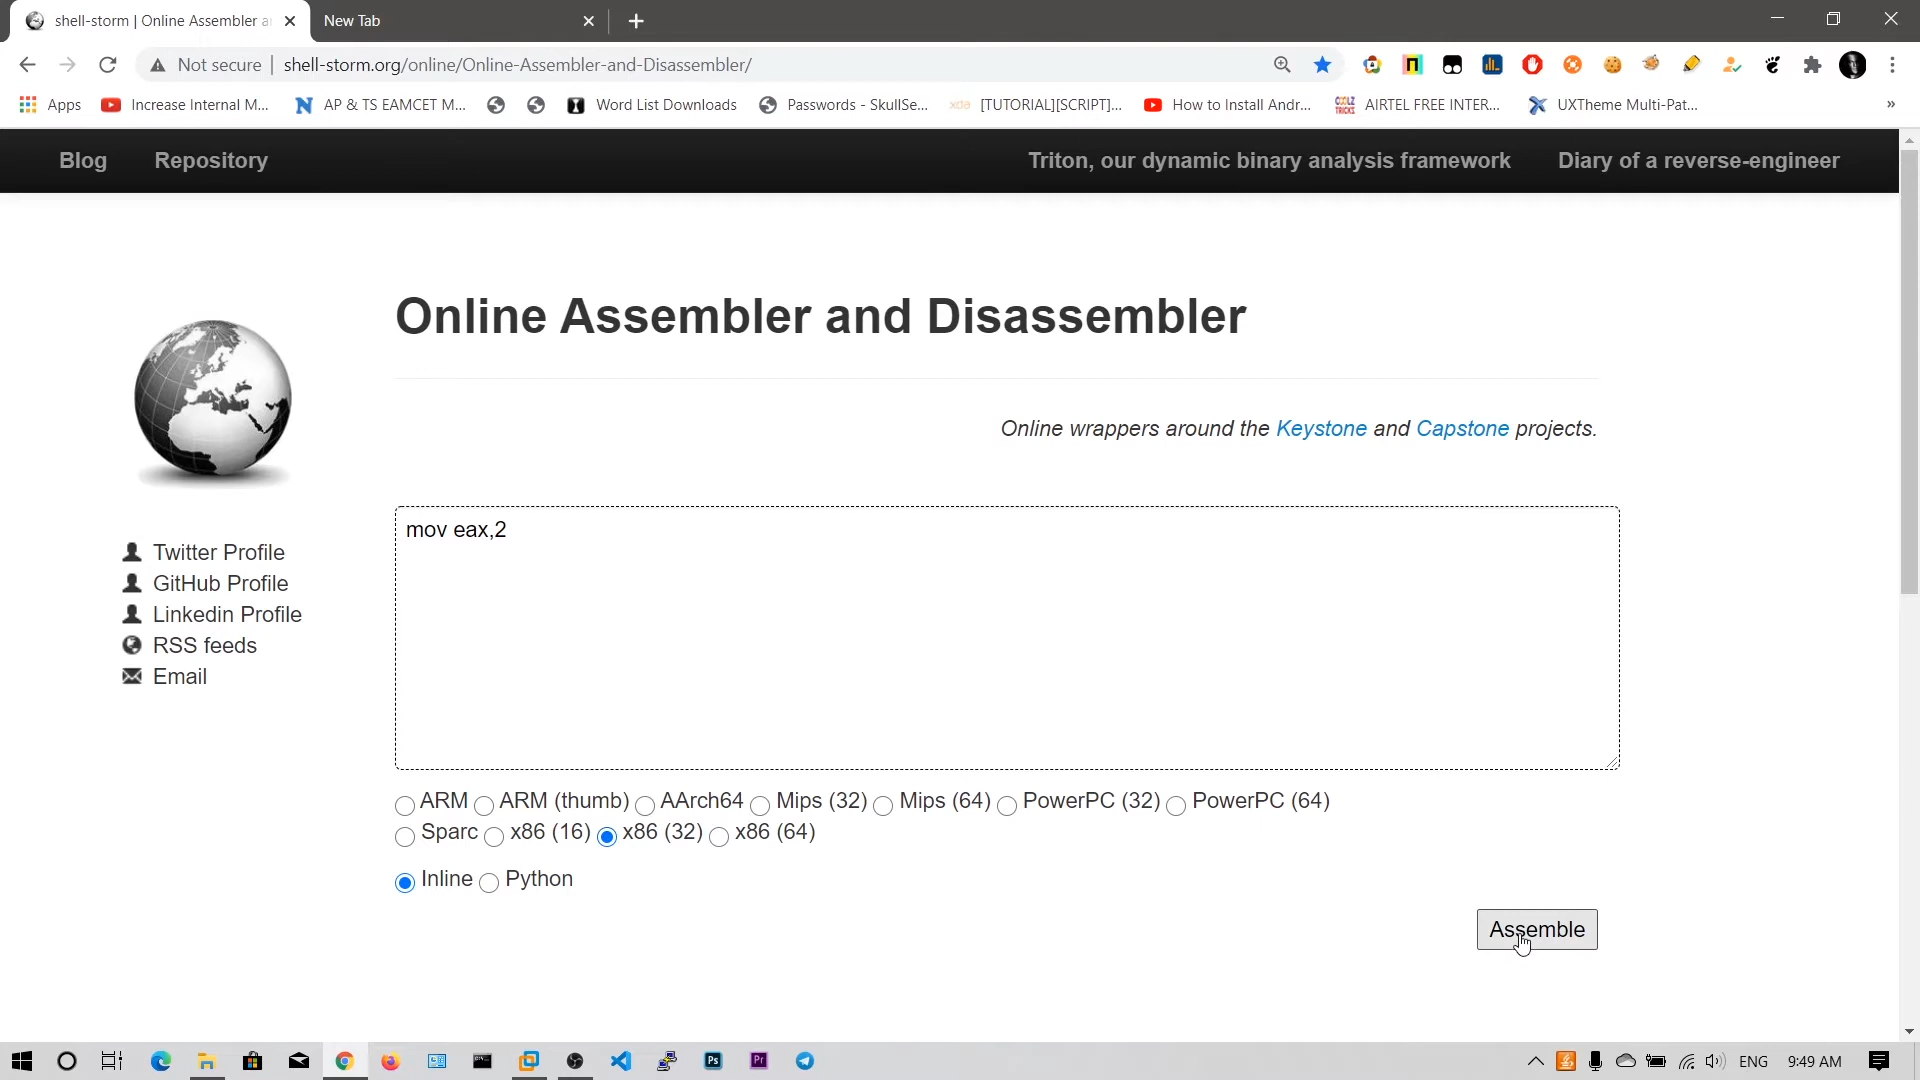 shell-storm | Online Assembler a
New Tab
Not secure | shell-storm.org/online/Online-Assembler-and-Disassembler/
Apps Increase Internal M... AP & TS EAMCET M... Word List Downloads Passwords - SkullSe... xda [TUTORIAL][SCRIPT]... How to Install Andr... AIRTEL FREE INTER... UXTheme Multi-Pat... »
Blog Repository Triton, our dynamic binary analysis framework Diary of a reverse-engineer
Online Assembler and Disassembler
Online wrappers around the Keystone and Capstone projects.
mov eax,2
Twitter Profile
GitHub Profile
Linkedin Profile
RSS feeds
Email
ARM ARM (thumb) AArch64 Mips (32) Mips (64) PowerPC (32) PowerPC (64)
Sparc x86 (16) x86 (32) x86 (64)
Inline Python
Assemble
Ps Pr ENG 9:49 AM